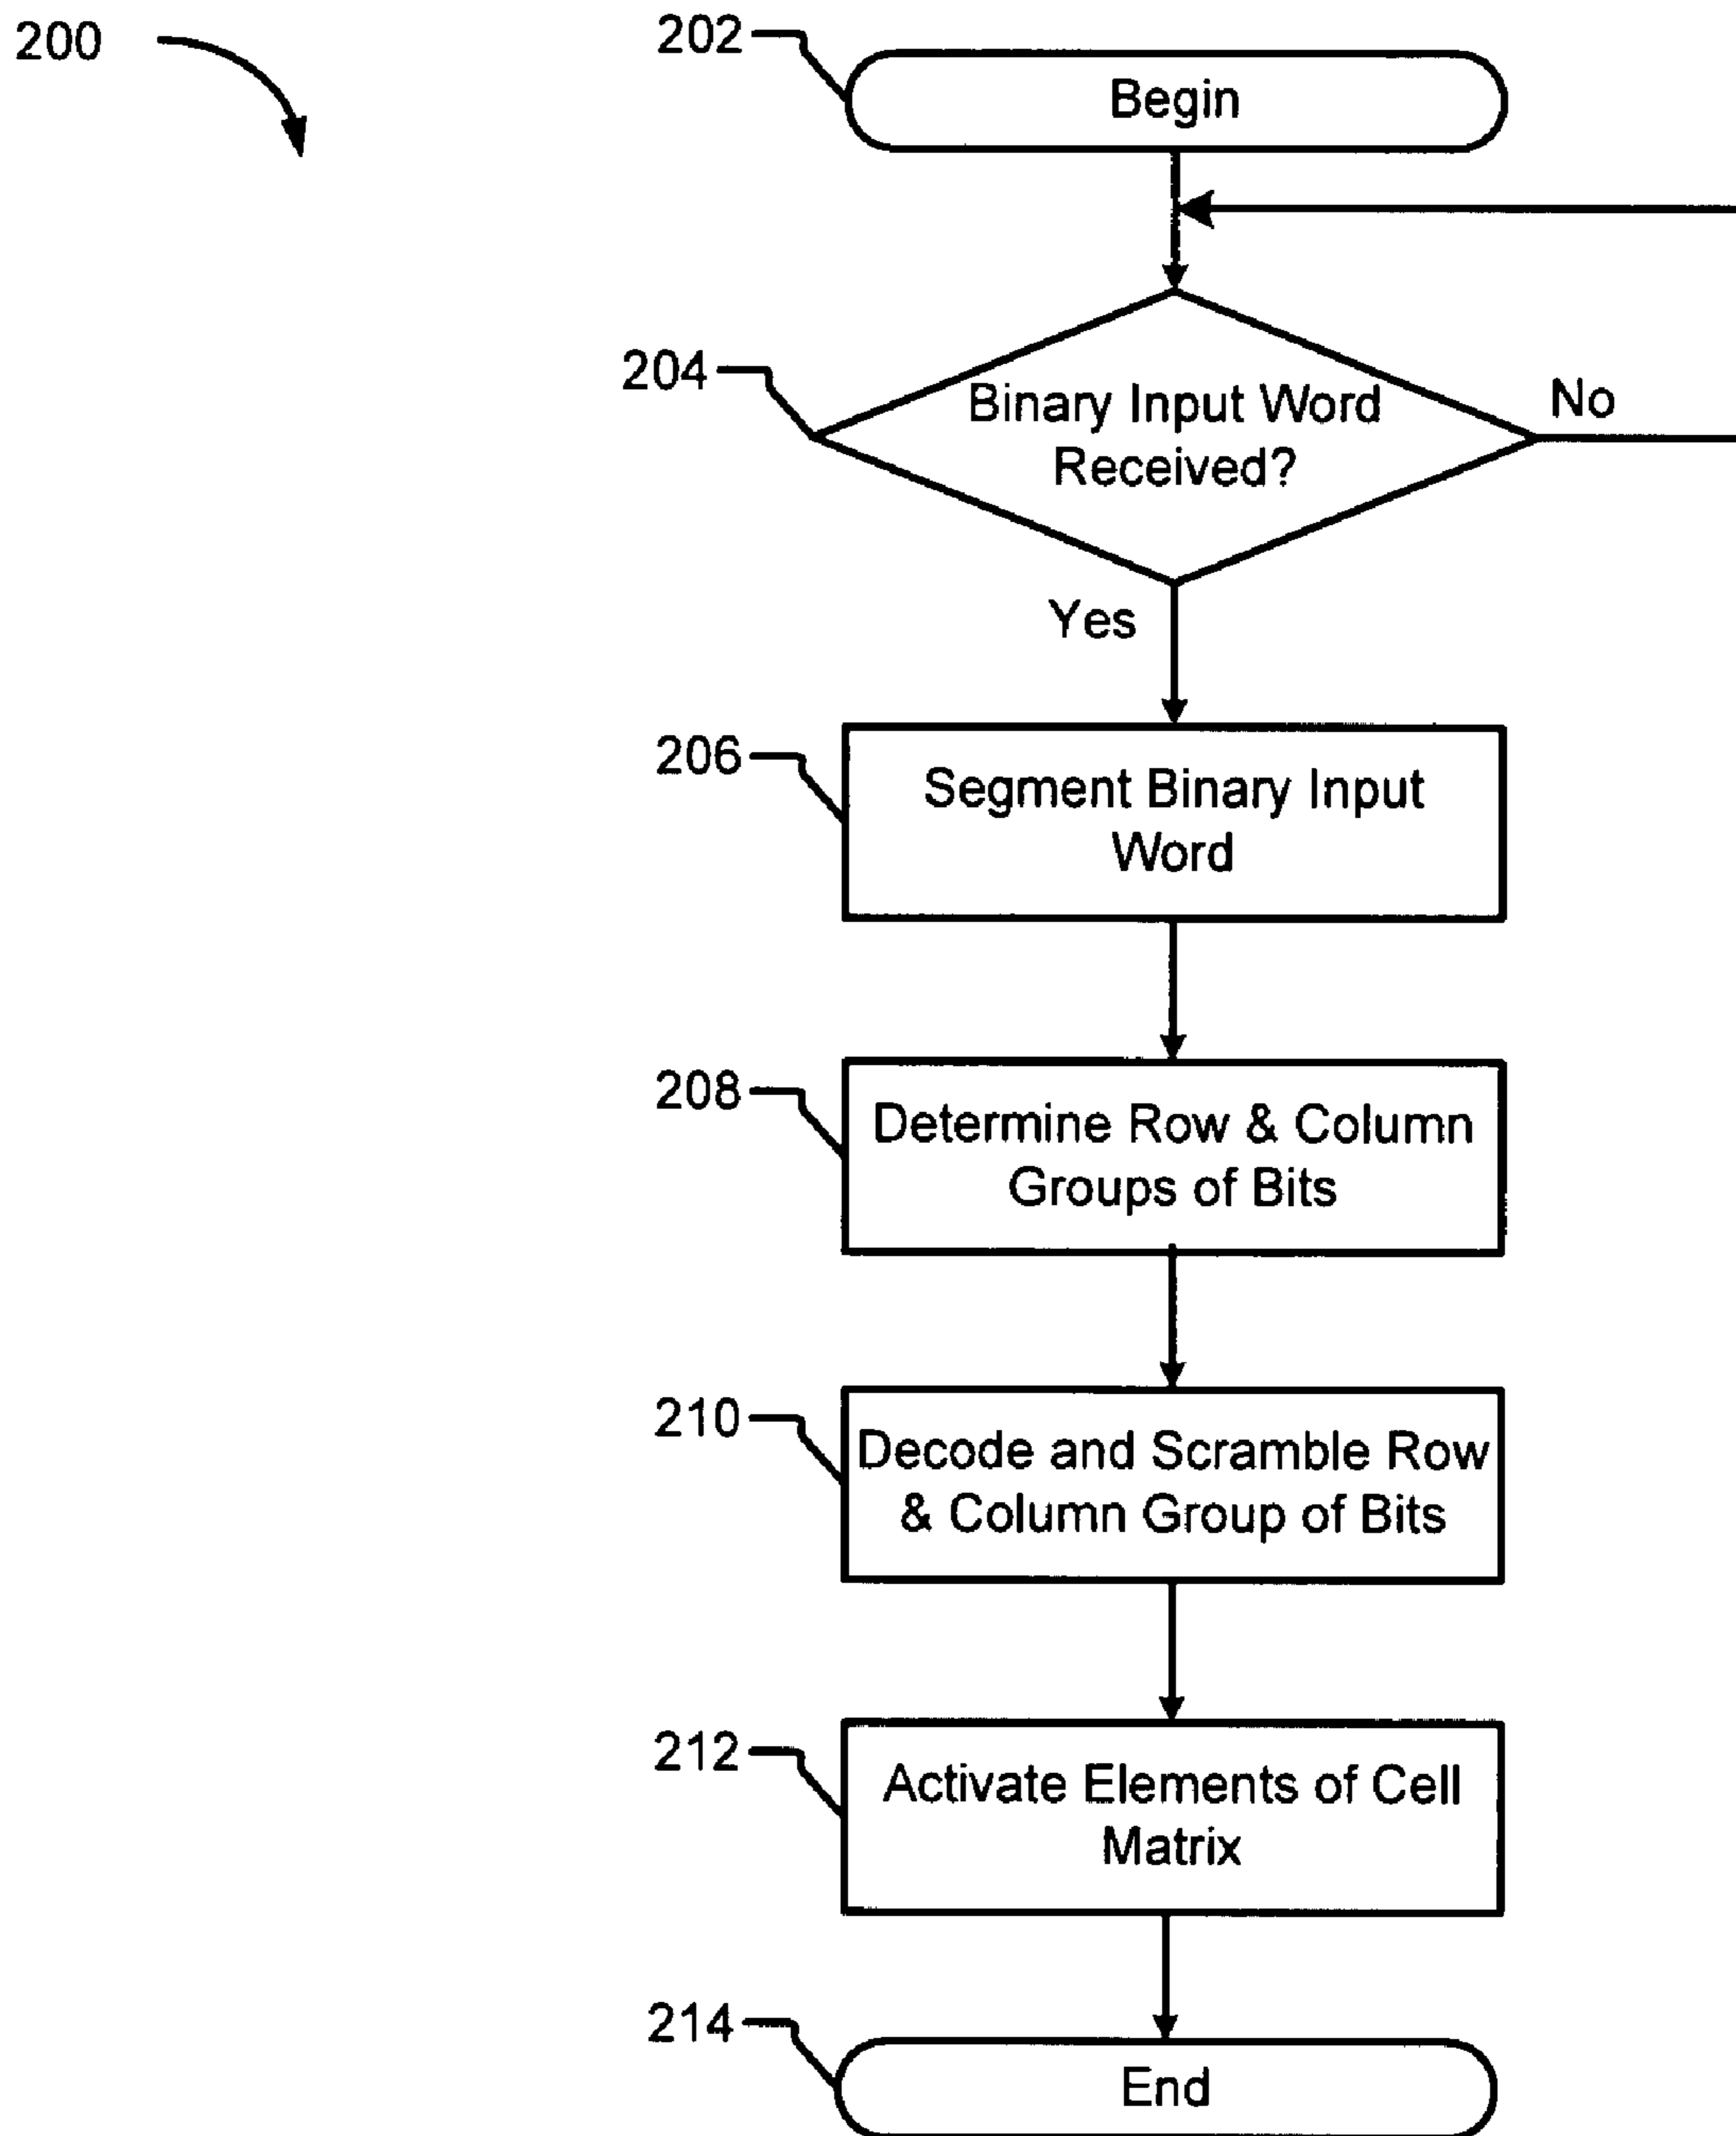 200
202
Begin
204
Binary Input Word
Received?
No
Yes
206
Segment Binary Input
Word
208
Determine Row & Column
Groups of Bits
210
Decode and Scramble Row
& Column Group of Bits
212
Activate Elements of Cell
Matrix
214
End